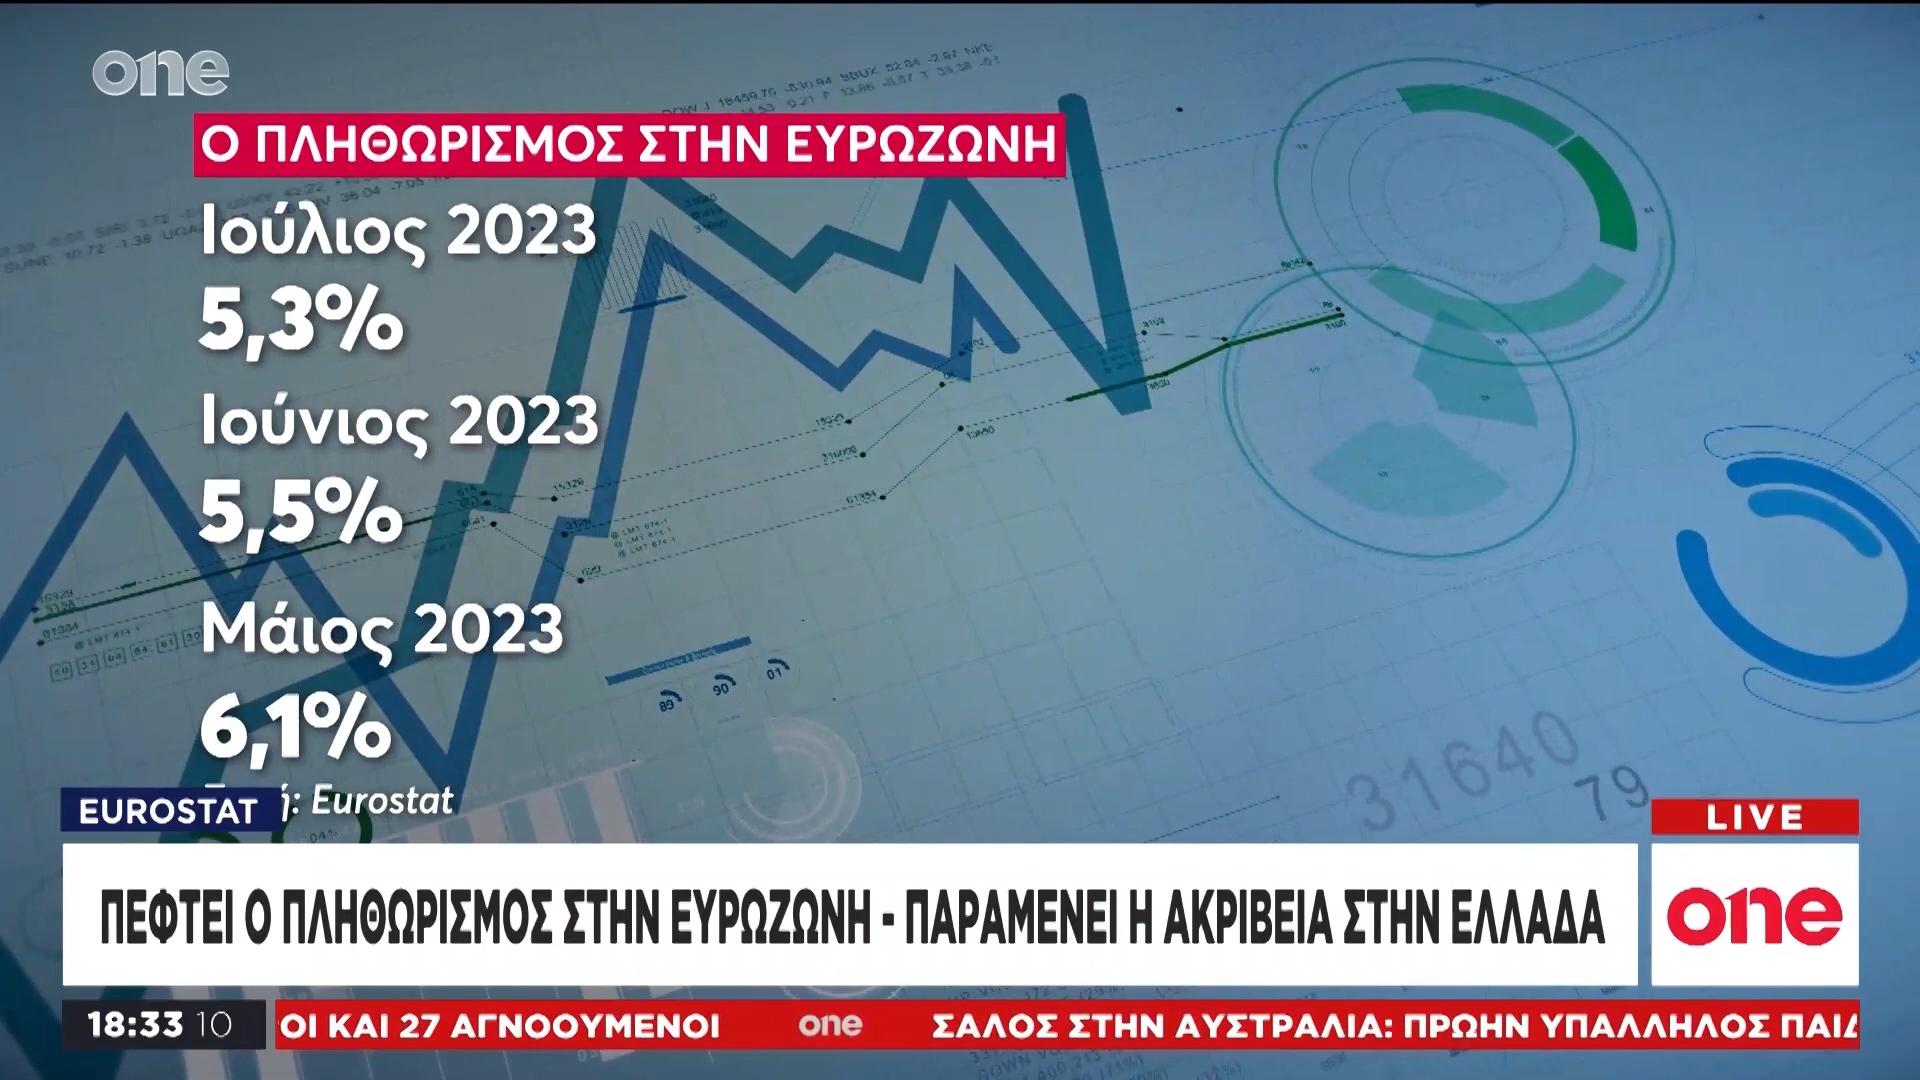 one
Ο ΠΛΗΘΩΡΙΣΜΟΣ ΣΤΗΝ ΕΥΡΩΖΩΝΗ
Ιούλιος 2023
5,3%
Ιούνιος 2023
5,5%
Μάιος 2023
6,1%
Eurostat
EUROSTAT
LIVE
ΠΕΦΤΕΙ Ο ΠΛΗΘΩΡΙΣΜΟΣ ΣΤΗΝ ΕΥΡΩΖΩΝΗ - ΠΑΡΑΜΕΝΕΙ Η ΑΚΡΙΒΕΙΑ ΣΤΗΝ ΕΛΛΑΔΑ
one
18:33 10
ΟΙ ΚΑΙ 27 ΑΓΝΟΟΥΜΕΝΟΙ one ΣΑΛΟΣ ΣΤΗΝ ΑΥΣΤΡΑΛΙΑ: ΠΡΩΗΝ ΥΠΑΛΛΗΛΟΣ
31640
79